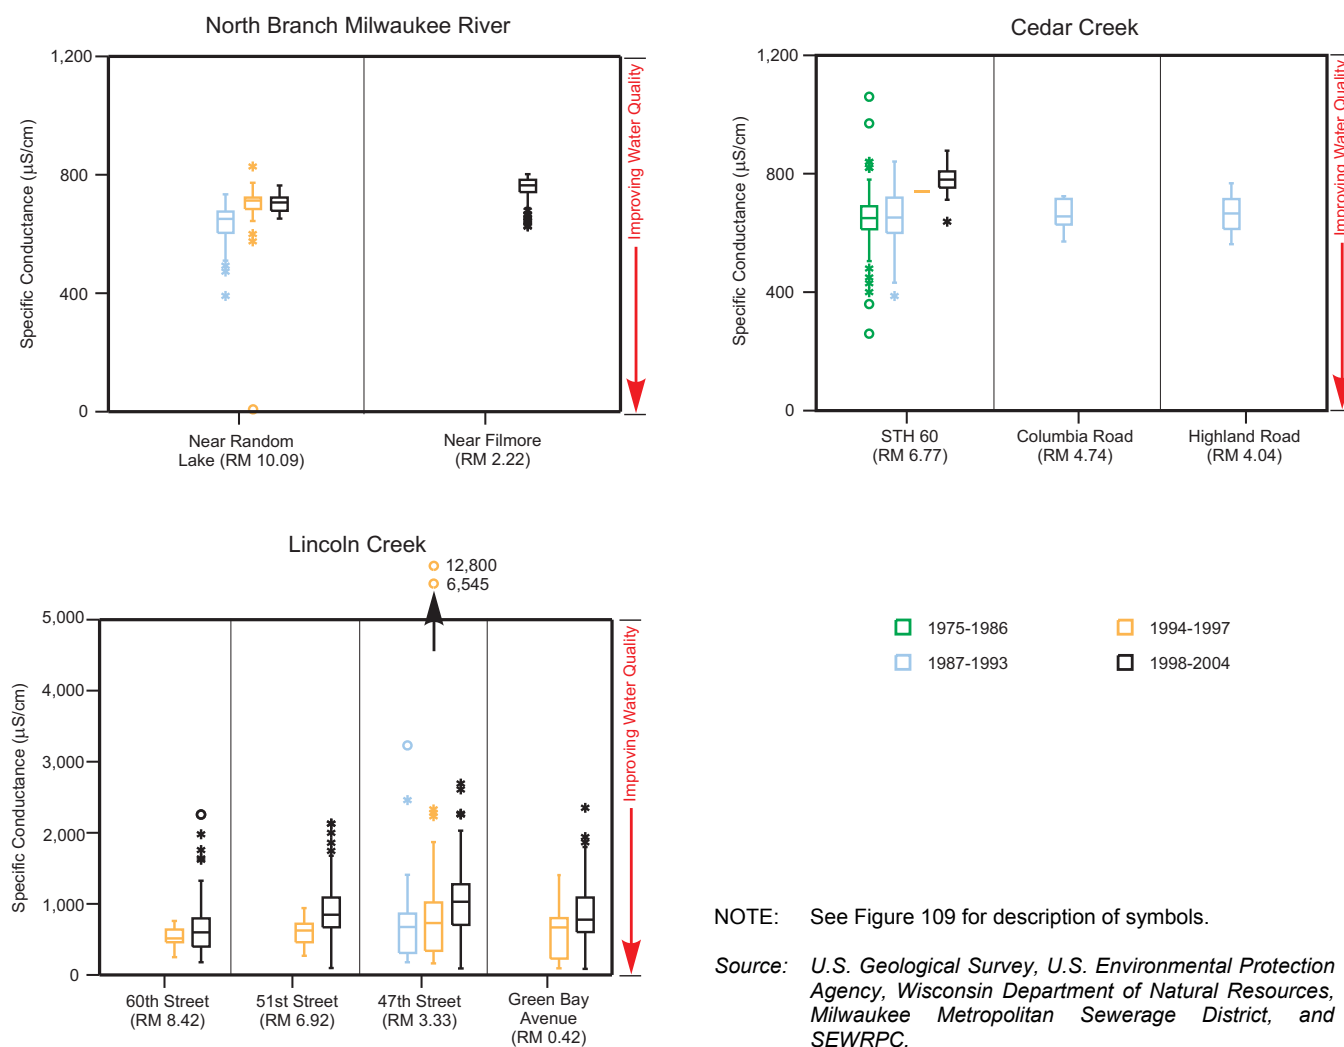 North Branch Milwaukee River
Specific Conductance (µS/cm)
1,200
800
400
0
Near Random
Lake (RM 10.09)
Near Filmore
(RM 2.22)
Improving Water Quality
Cedar Creek
Specific Conductance (µS/cm)
1,200
800
400
0
STH 60
(RM 6.77)
Columbia Road
(RM 4.74)
Highland Road
(RM 4.04)
Improving Water Quality
Lincoln Creek
12,800
6,545
Specific Conductance (µS/cm)
5,000
4,000
3,000
2,000
1,000
0
60th Street
(RM 8.42)
51st Street
(RM 6.92)
47th Street
(RM 3.33)
Green Bay
Avenue
(RM 0.42)
Improving Water Quality
1975-1986
1994-1997
1987-1993
1998-2004
NOTE: See Figure 109 for description of symbols.
Source: U.S. Geological Survey, U.S. Environmental Protection
Agency, Wisconsin Department of Natural Resources,
Milwaukee Metropolitan Sewerage District, and
SEWRPC.